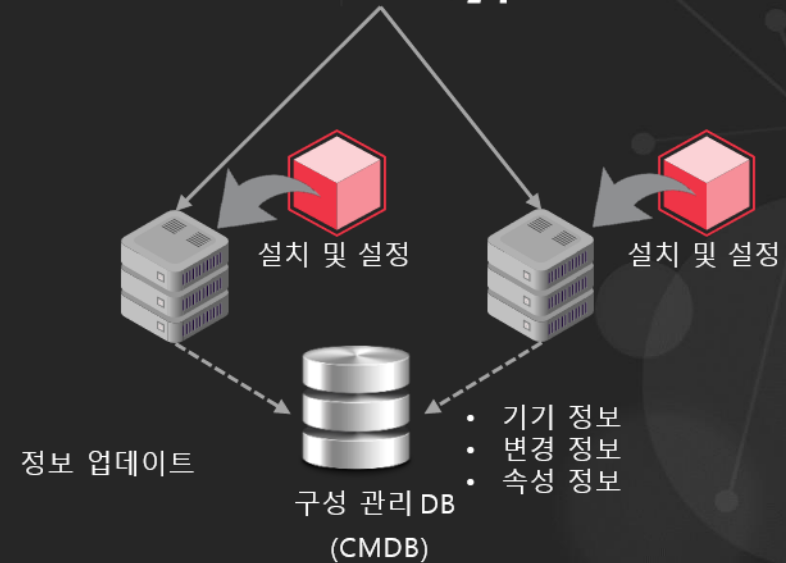 설치 및 설정
설치 및 설정
• 기기 정보
• 변경 정보
• 속성 정보
정보 업데이트
구성 관리 DB
(CMDB)